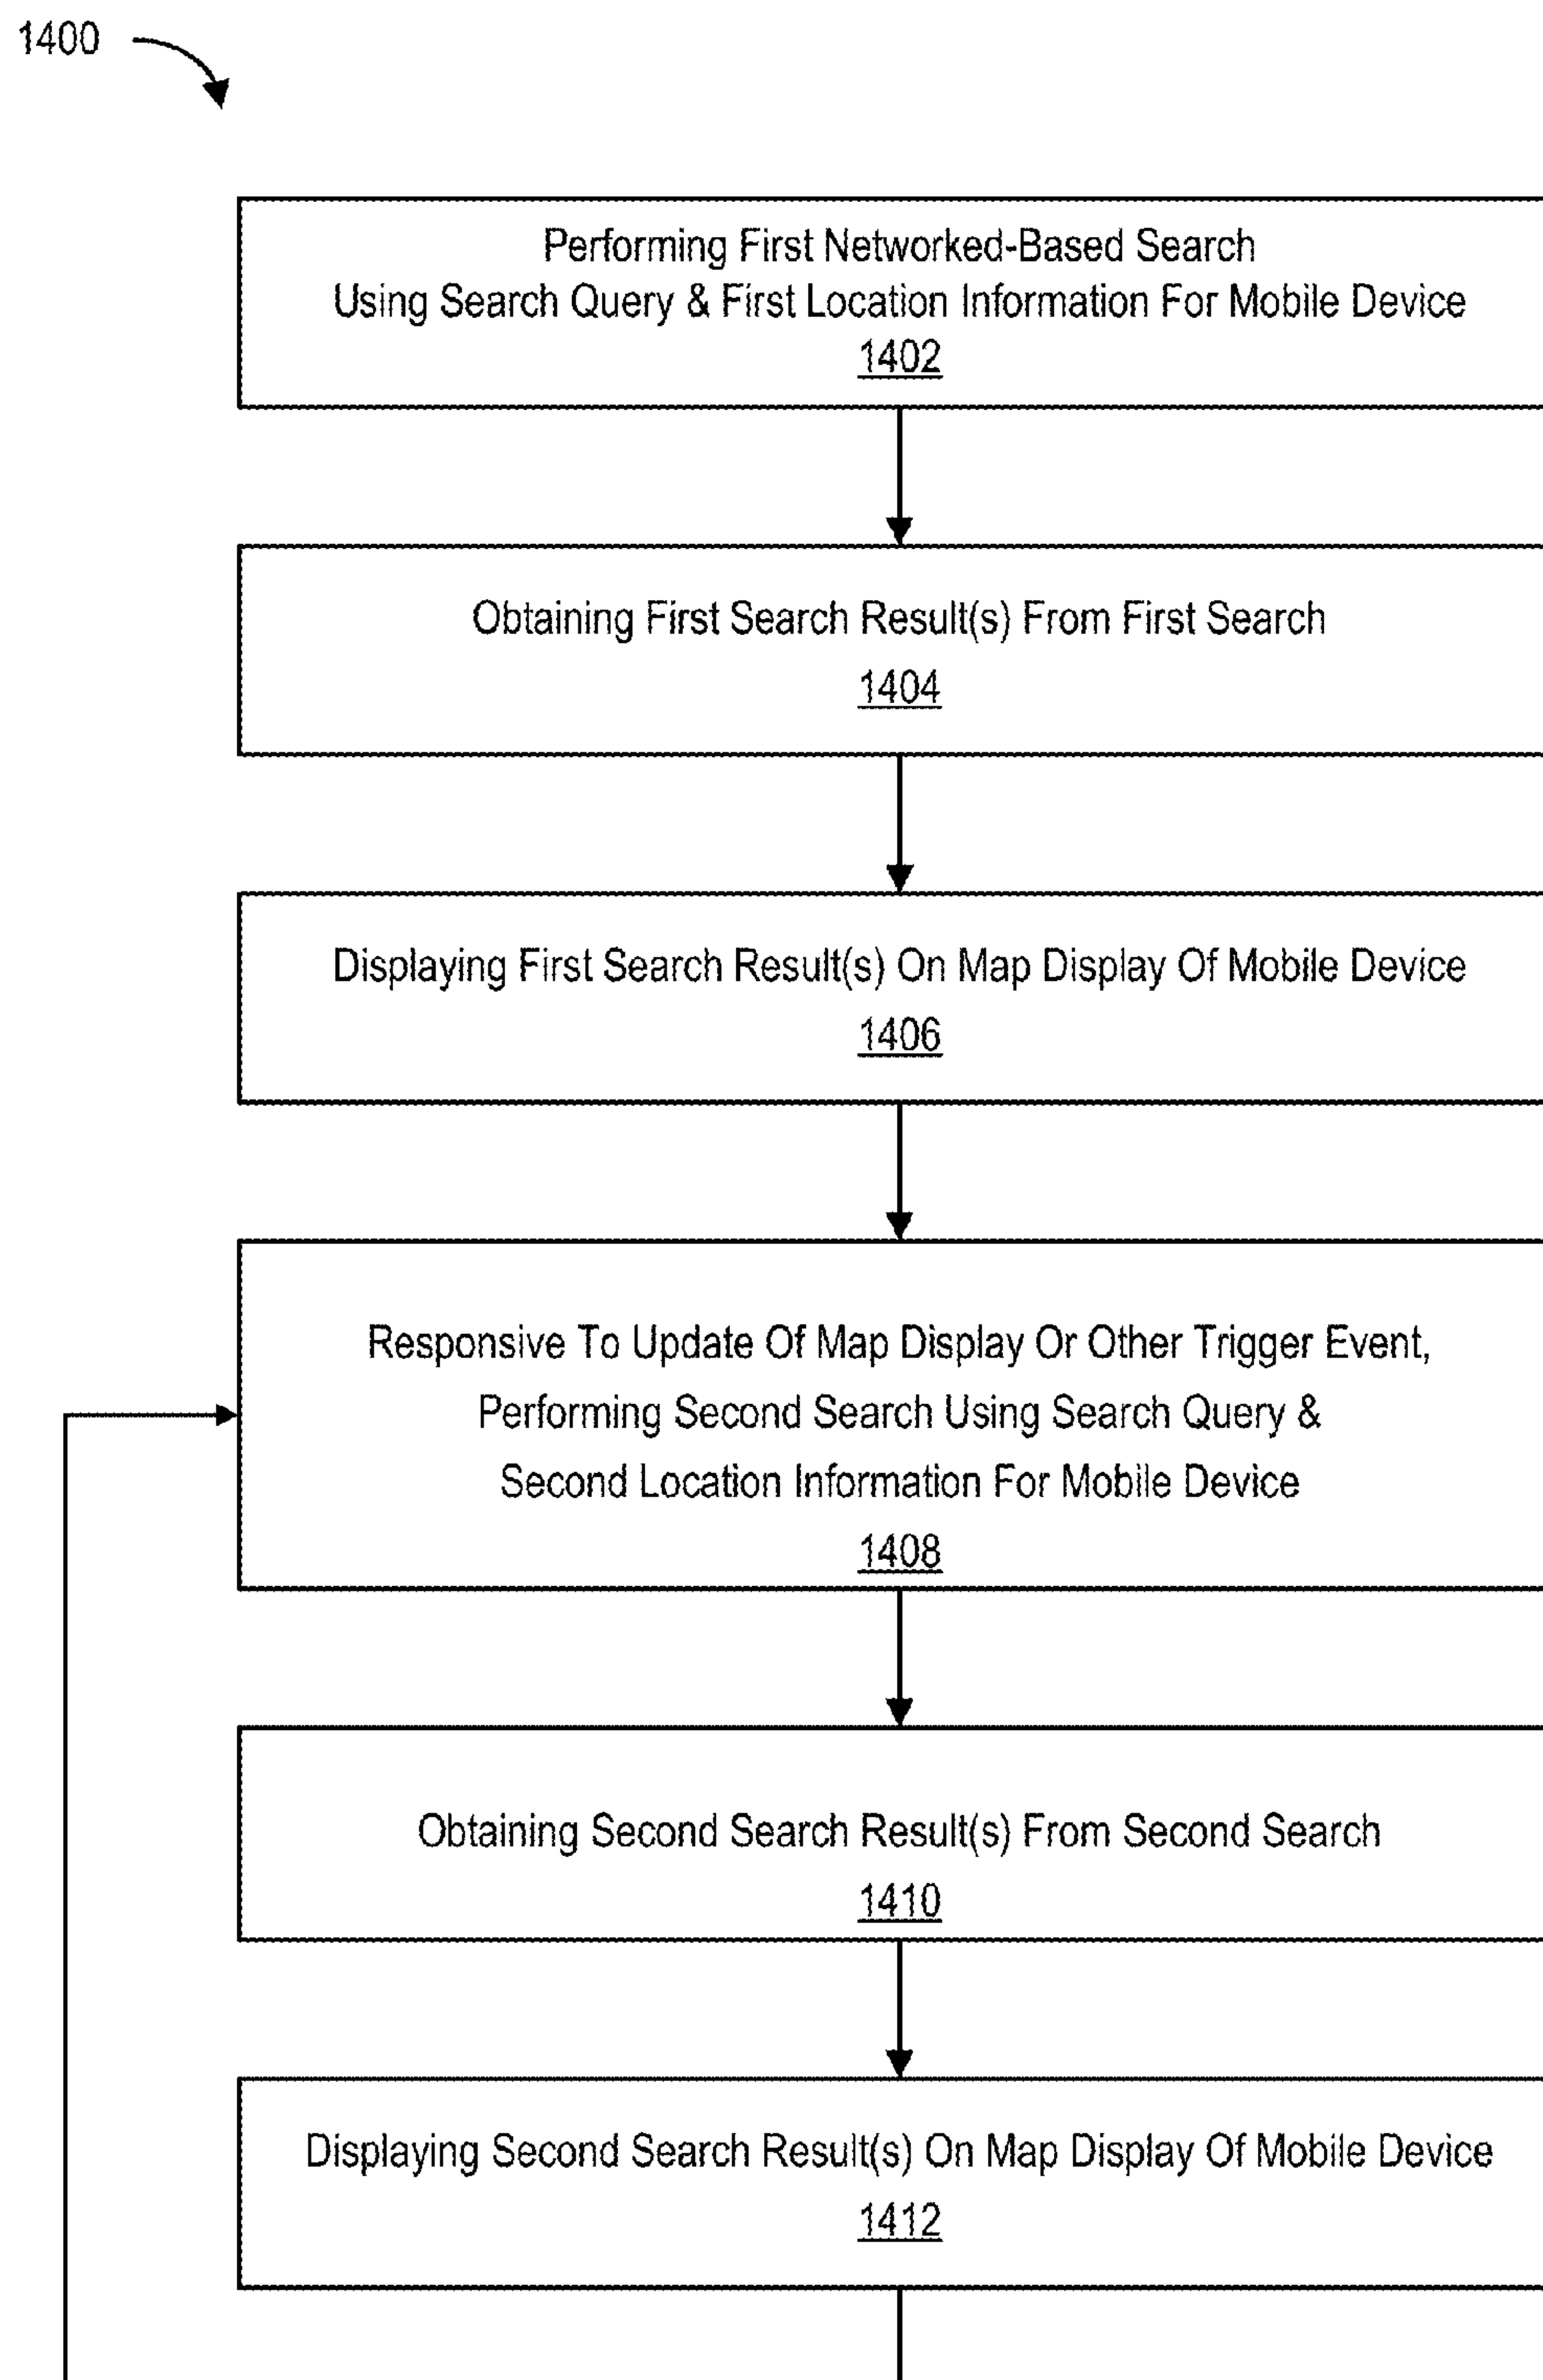 1400
Performing First Networked-Based Search
Using Search Query & First Location Information For Mobile Device
1402
Obtaining First Search Result(s) From First Search
1404
Displaying First Search Result(s) On Map Display Of Mobile Device
1406
Responsive To Update Of Map Display Or Other Trigger Event,
Performing Second Search Using Search Query &
Second Location Information For Mobile Device
1408
Obtaining Second Search Result(s) From Second Search
1410
Displaying Second Search Result(s) On Map Display Of Mobile Device
1412